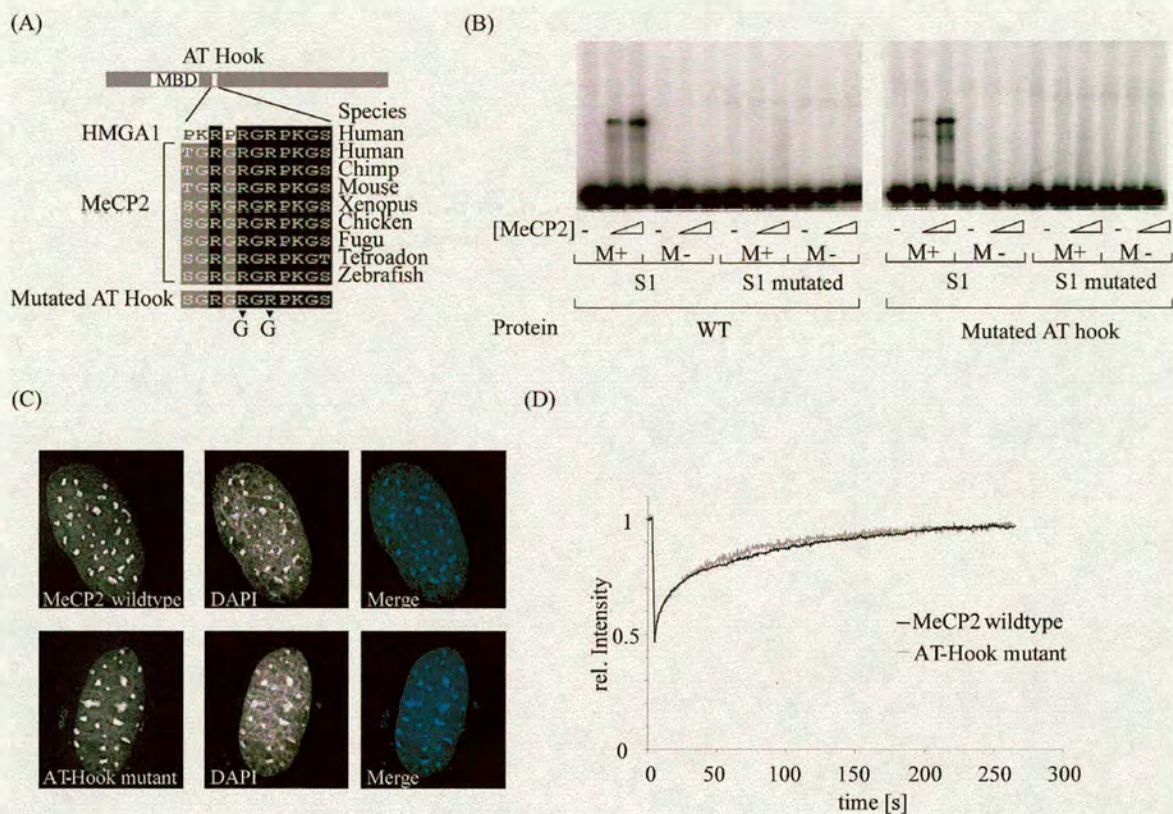 (A)
AT Hook
MBD
Species
HMGA1 PKRPRGRPKGS Human
MeCP2
TGRGRGRPKGS Human
TGRGRGRPKGS Chimp
TGRGRGRPKGS Mouse
SGRGRGRPKGS Xenopus
SGRGRGRPKGS Chicken
SGRGRGRPKGS Fugu
SGRGRGRPKGT Tetroadon
SGRGRGRPKGS Zebrafish
Mutated AT Hook SGRGRGRPKGS
G G
(B)
[MeCP2] - - - - - - - -
M+ M - M+ M - M+ M - M+ M -
S1 S1 mutated S1 S1 mutated
Protein WT Mutated AT hook
(C)
MeCP2 wildtype DAPI Merge
AT-Hook mutant DAPI Merge
(D)
rel. Intensity
1
0.5
0
MeCP2 wildtype
AT-Hook mutant
0 50 100 150 200 250 300
time [s]